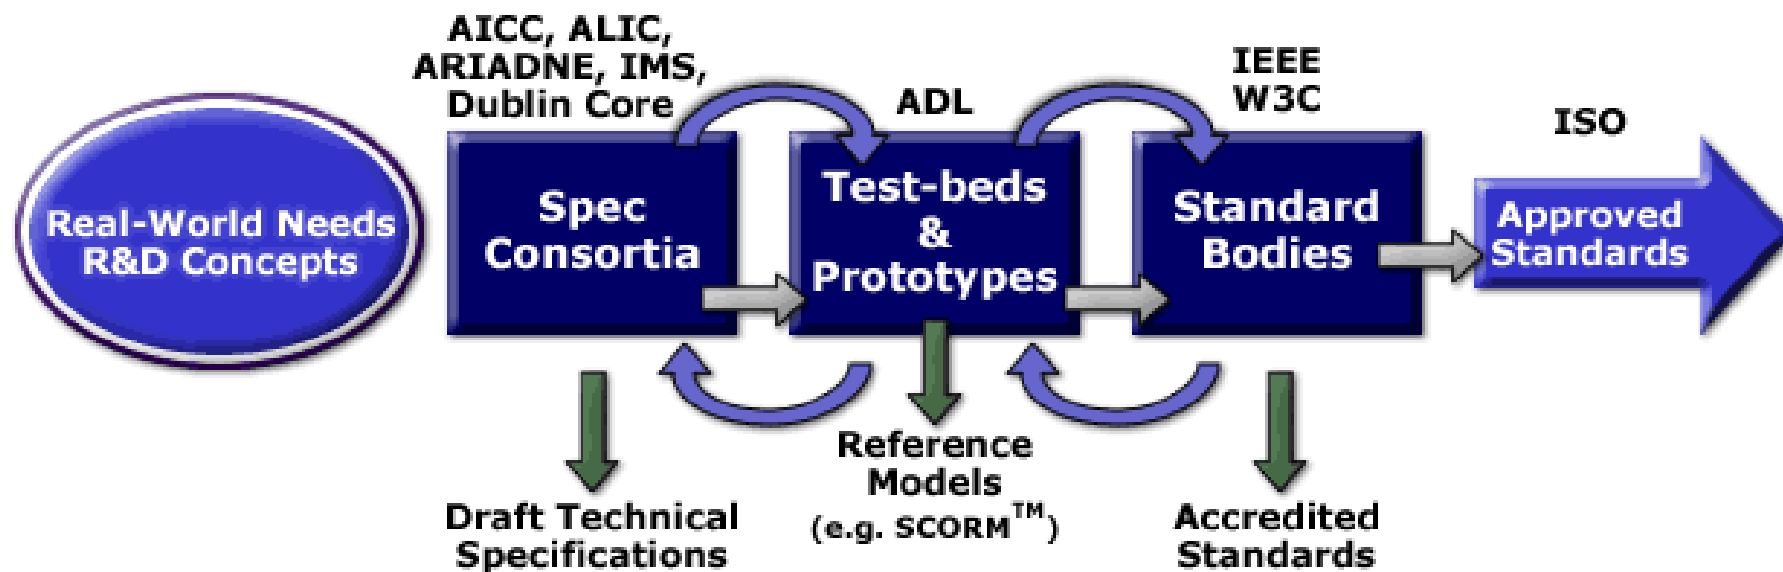 Real-World Needs
R&D Concepts
AICC, ALIC,
ARIADNE, IMS,
Dublin Core
Spec
Consortia
Draft Technical
Specifications
ADL
Test-beds
&
Prototypes
Reference
Models
(e.g. SCORM™)
IEEE
W3C
Standard
Bodies
Accredited
Standards
ISO
Approved
Standards